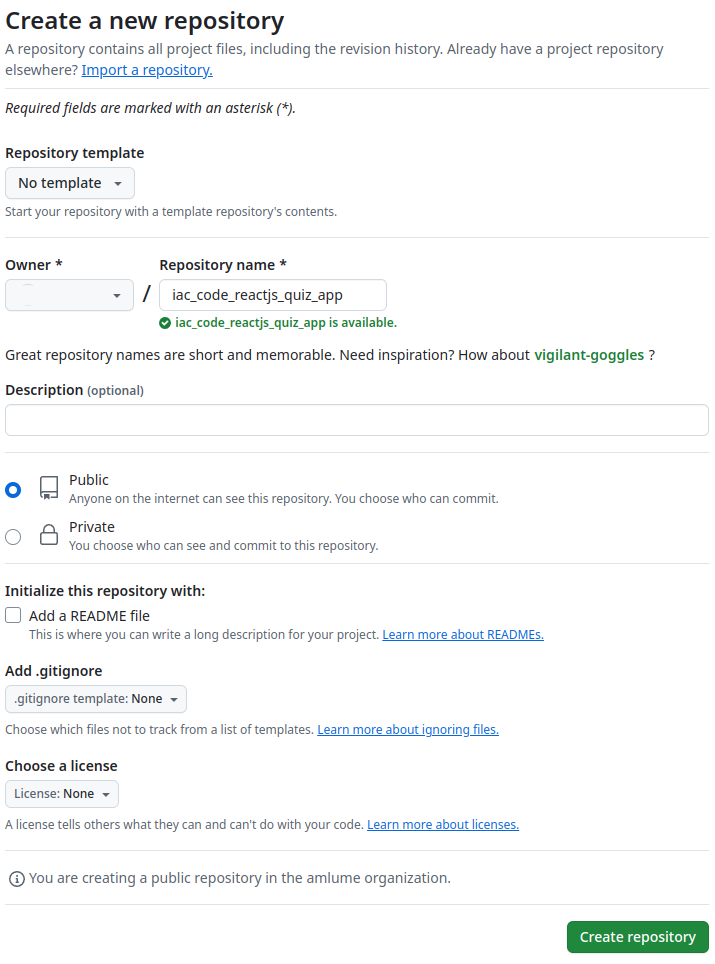 Create a new repository
A repository contains all project files, including the revision history. Already have a project repository
elsewhere? Import a repository.
Required fields are marked with an asterisk (*).
Repository template
No template
Start your repository with a template repository's contents.
Owner * Repository name *
/ iac_code_reactjs_quiz_app
iac_code_reactjs_quiz_app is available.
Great repository names are short and memorable. Need inspiration? How about vigilant-goggles ?
Description (optional)
Public
Anyone on the internet can see this repository. You choose who can commit.
Private
You choose who can see and commit to this repository.
Initialize this repository with:
Add a README file
This is where you can write a long description for your project. Learn more about READMEs.
Add .gitignore
.gitignore template: None
Choose which files not to track from a list of templates. Learn more about ignoring files.
Choose a license
License: None
A license tells others what they can and can't do with your code. Learn more about licenses.
You are creating a public repository in the amlume organization.
Create repository